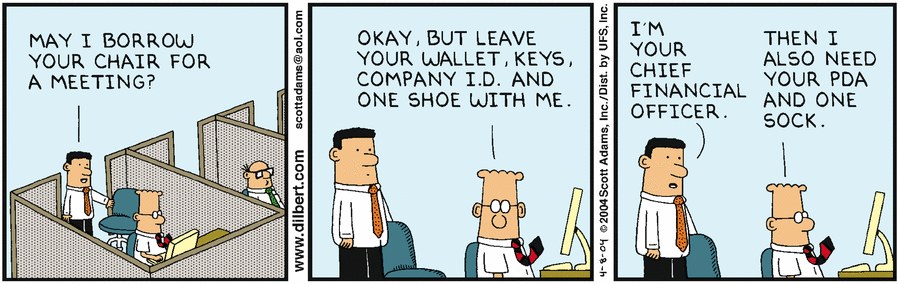 MAY I BORROW
YOUR CHAIR FOR
A MEETING?
www.dilbert.com
scottadams@aol.com
OKAY, BUT LEAVE
YOUR WALLET, KEYS,
COMPANY I.D. AND
ONE SHOE WITH ME.
4-8-04 © 2004 Scott Adams, Inc./Dist. by UFS, Inc.
I'M
YOUR
CHIEF
FINANCIAL
OFFICER.
THEN I
ALSO NEED
YOUR PDA
AND ONE
SOCK.